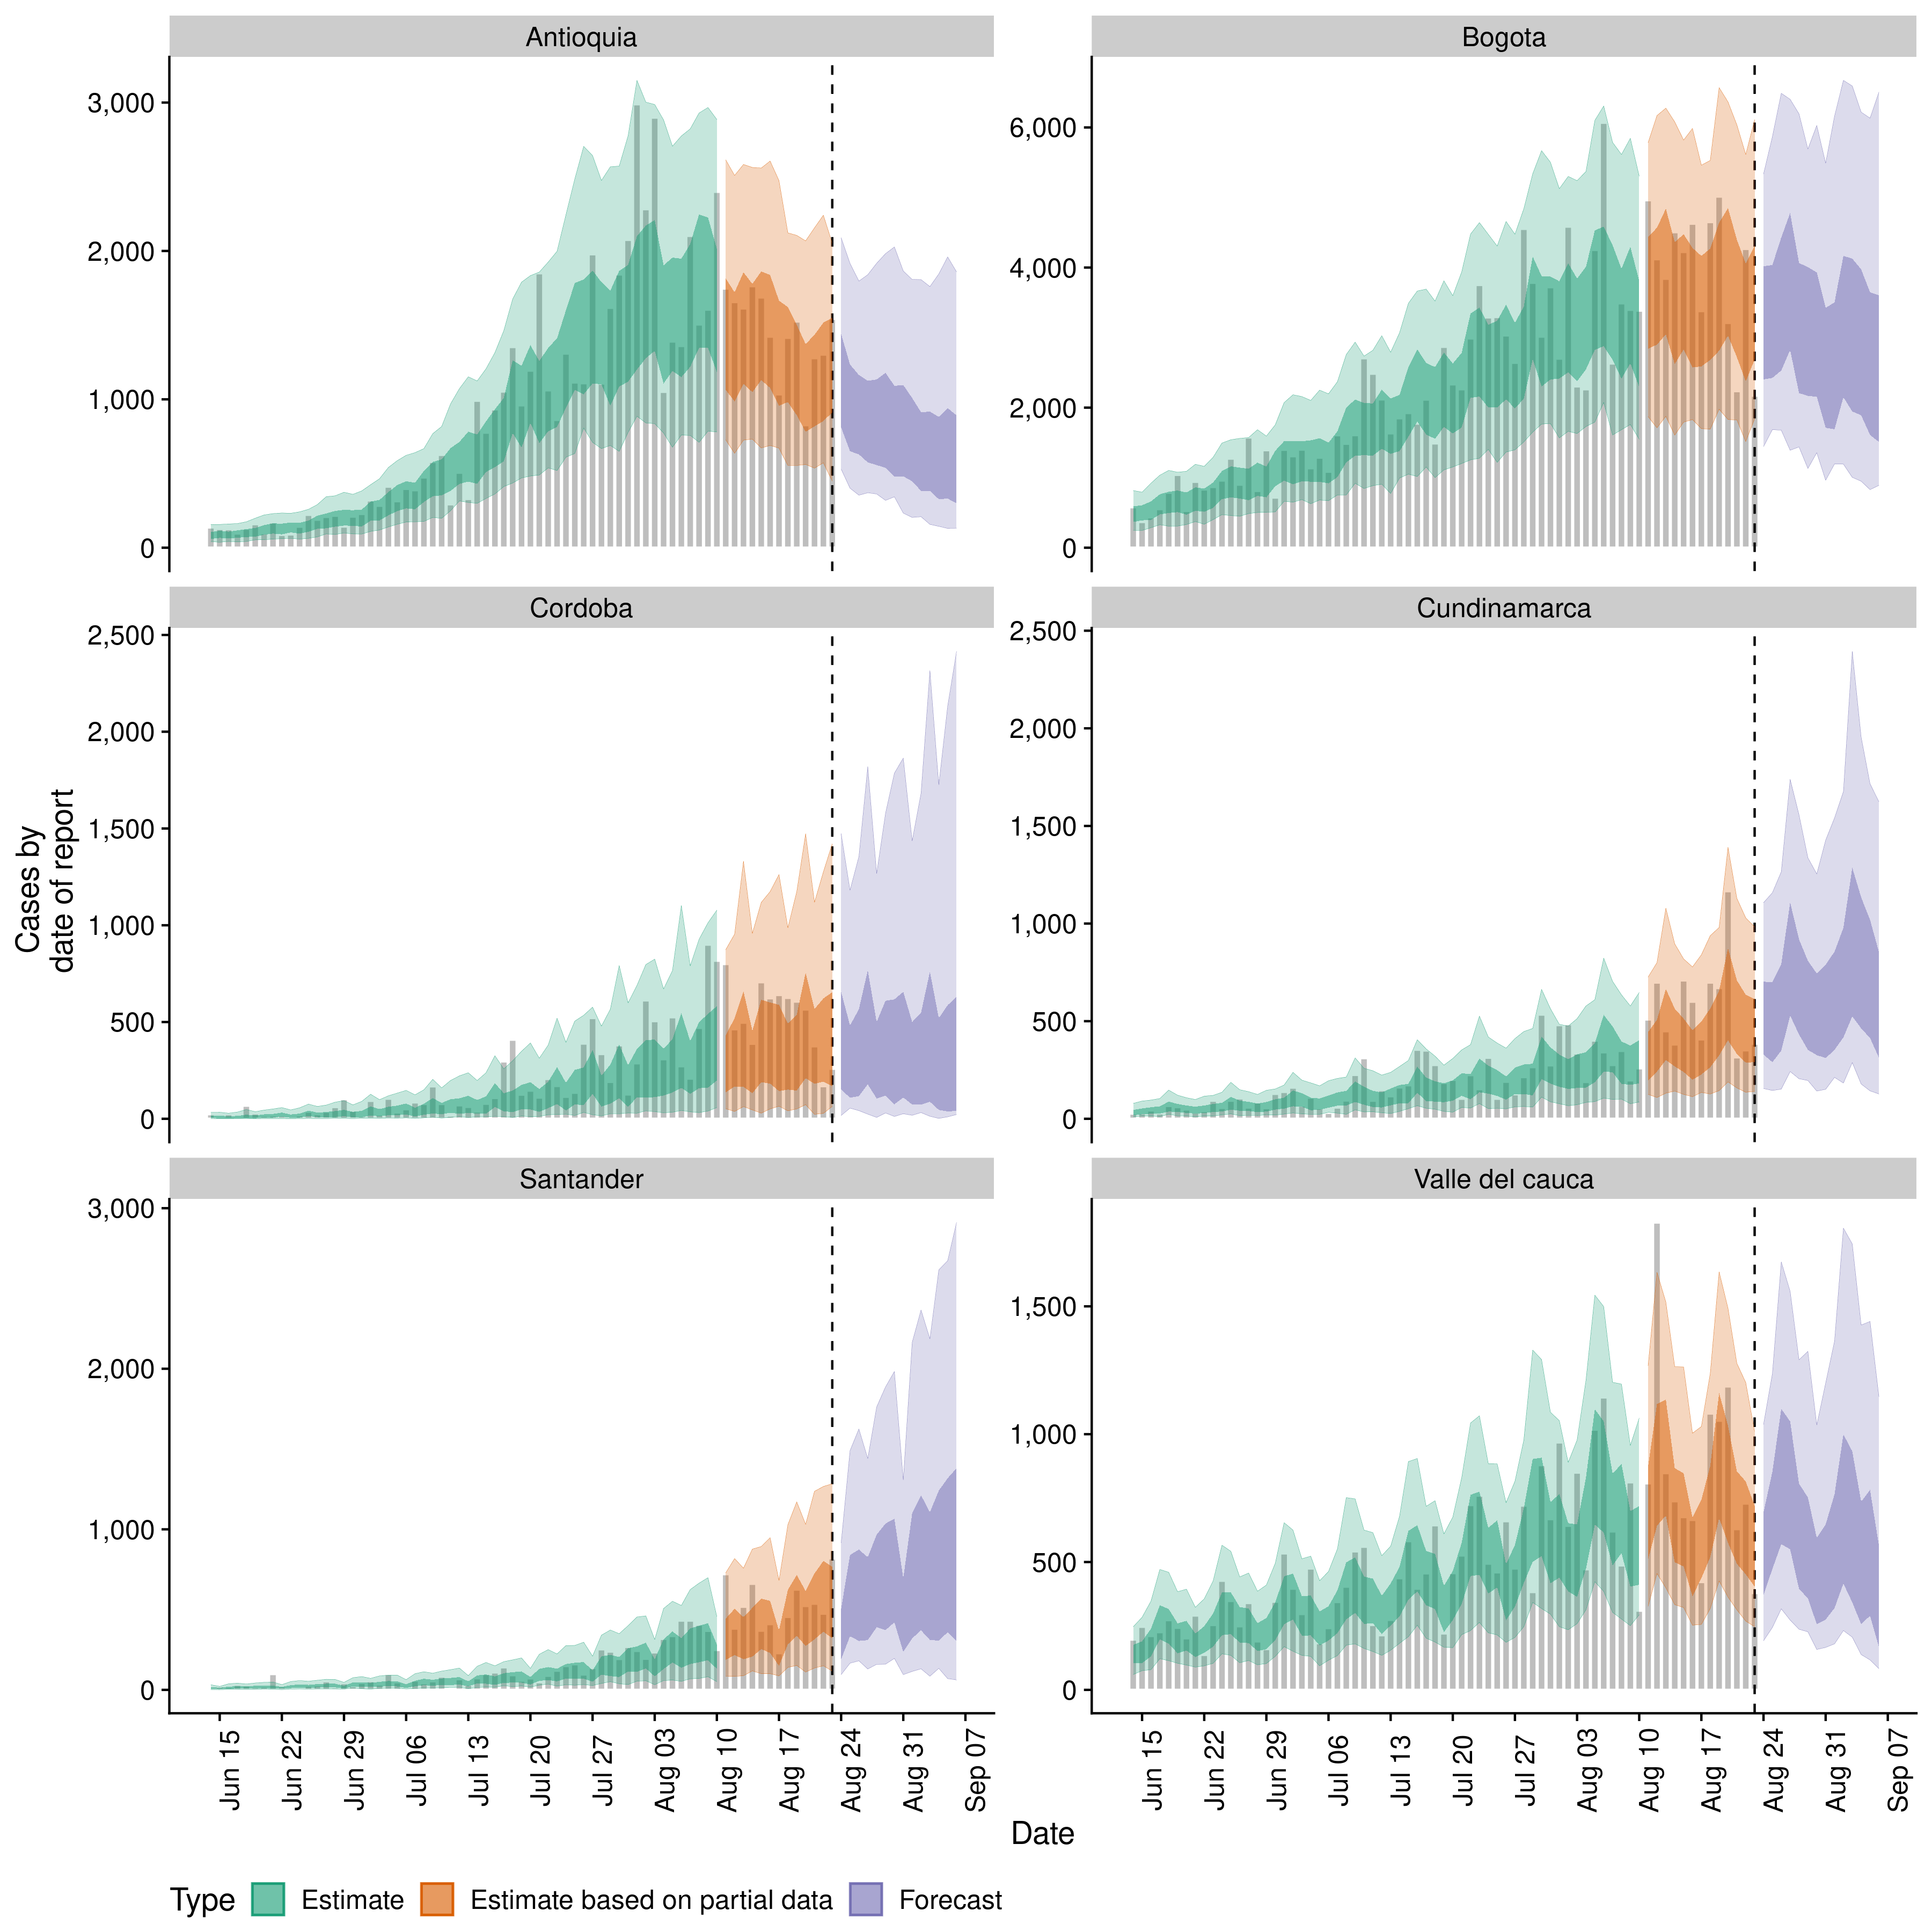 Antioquia
Bogota
3,000
2,000
1,000
0
6,000
4,000
2,000
0
Cordoba
Cundinamarca
2,500
2,000
1,500
1,000
500
0
2,500
2,000
1,500
1,000
500
0
Santander
Valle del cauca
3,000
2,000
1,000
0
1,500
1,000
500
0
Cases by
date of report
Jun 15
Jun 22
Jun 29
Jul 06
Jul 13
Jul 20
Jul 27
Aug 03
Aug 10
Aug 17
Aug 24
Aug 31
Sep 07
Jun 15
Jun 22
Jun 29
Jul 06
Jul 13
Jul 20
Jul 27
Aug 03
Aug 10
Aug 17
Aug 24
Aug 31
Sep 07
Date
Type Estimate Estimate based on partial data Forecast